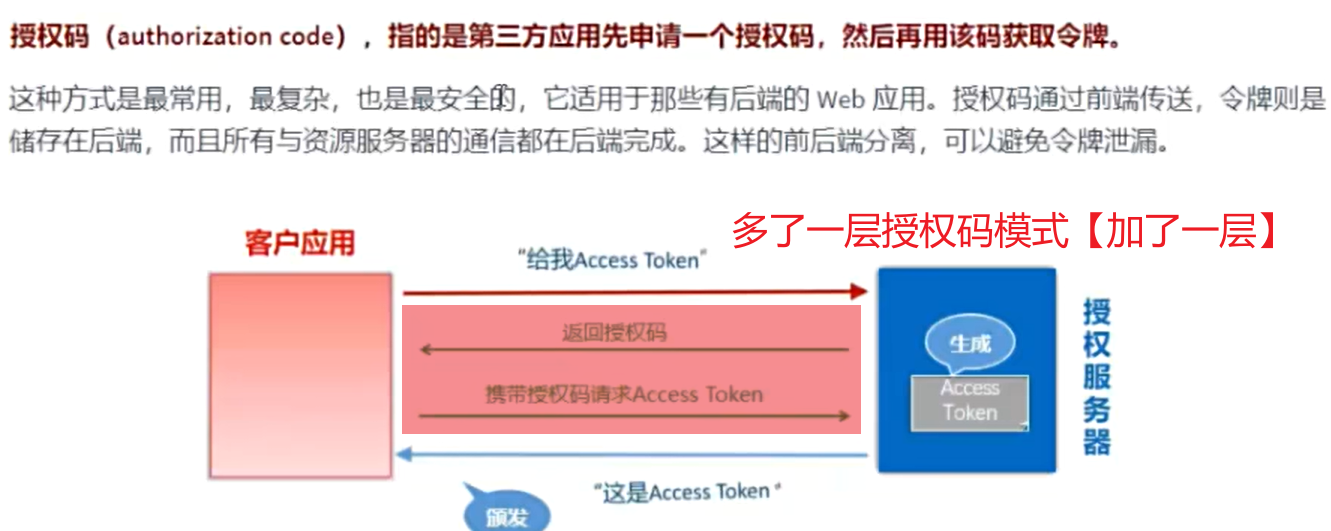 授权码（authorization code），指的是第三方应用先申请一个授权码，然后再用该码获取令牌。
这种方式是最常用，最复杂，也是最安全的，它适用于那些有后端的 Web 应用。授权码通过前端传送，令牌则是
储存在后端，而且所有与资源服务器的通信都在后端完成。这样的前后端分离，可以避免令牌泄漏。
多了一层授权码模式【加了一层】
客户应用
“给我Access Token”
返回授权码
携带授权码请求Access Token
“这是Access Token “
颁发
生成
Access
Token
授权服务器